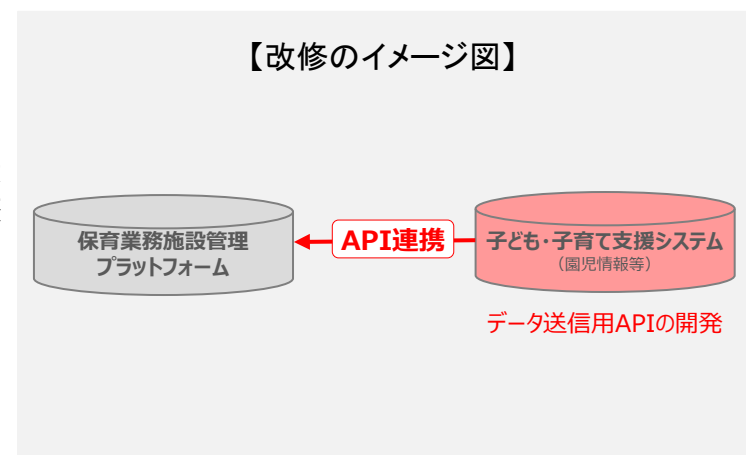 【改修のイメージ図】
保育業務施設管理
プラットフォーム
API連携
子ども・子育て支援システム
（園児情報等）
データ送信用APIの開発